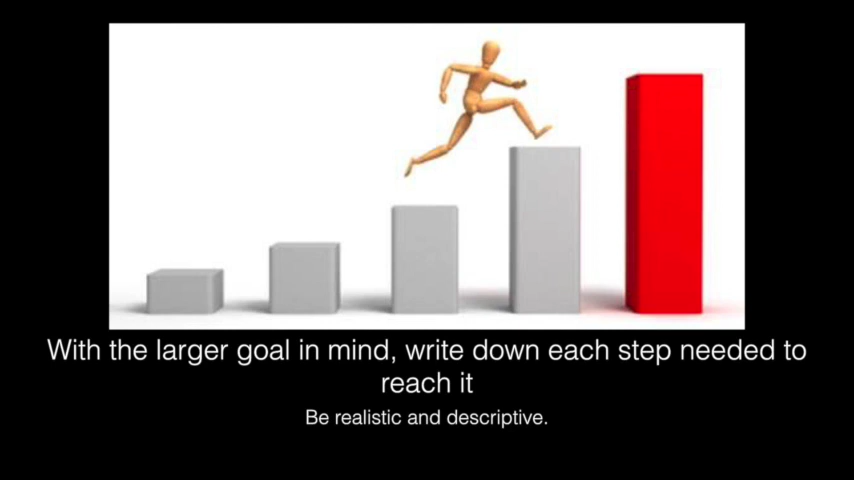 With the larger goal in mind, write down each step needed to
reach it
Be realistic and descriptive.